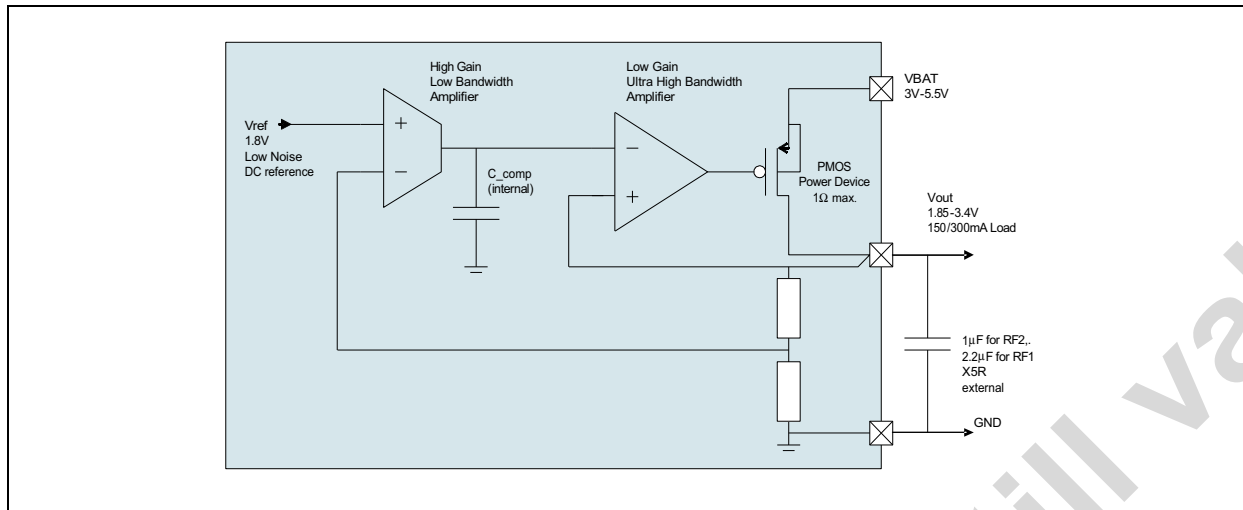 High Gain
Low Bandwidth
Amplifier
Low Gain
Ultra High Bandwidth
Amplifier
VBAT
3V-5.5V
Vref
1.8V
Low Noise
DC reference
+
−
C_comp
(internal)
−
+
PMOS
Power Device
1Ω max.
Vout
1.85-3.4V
150/300mA Load
1µF for RF2,.
2.2µF for RF1
X5R
external
GND
till va